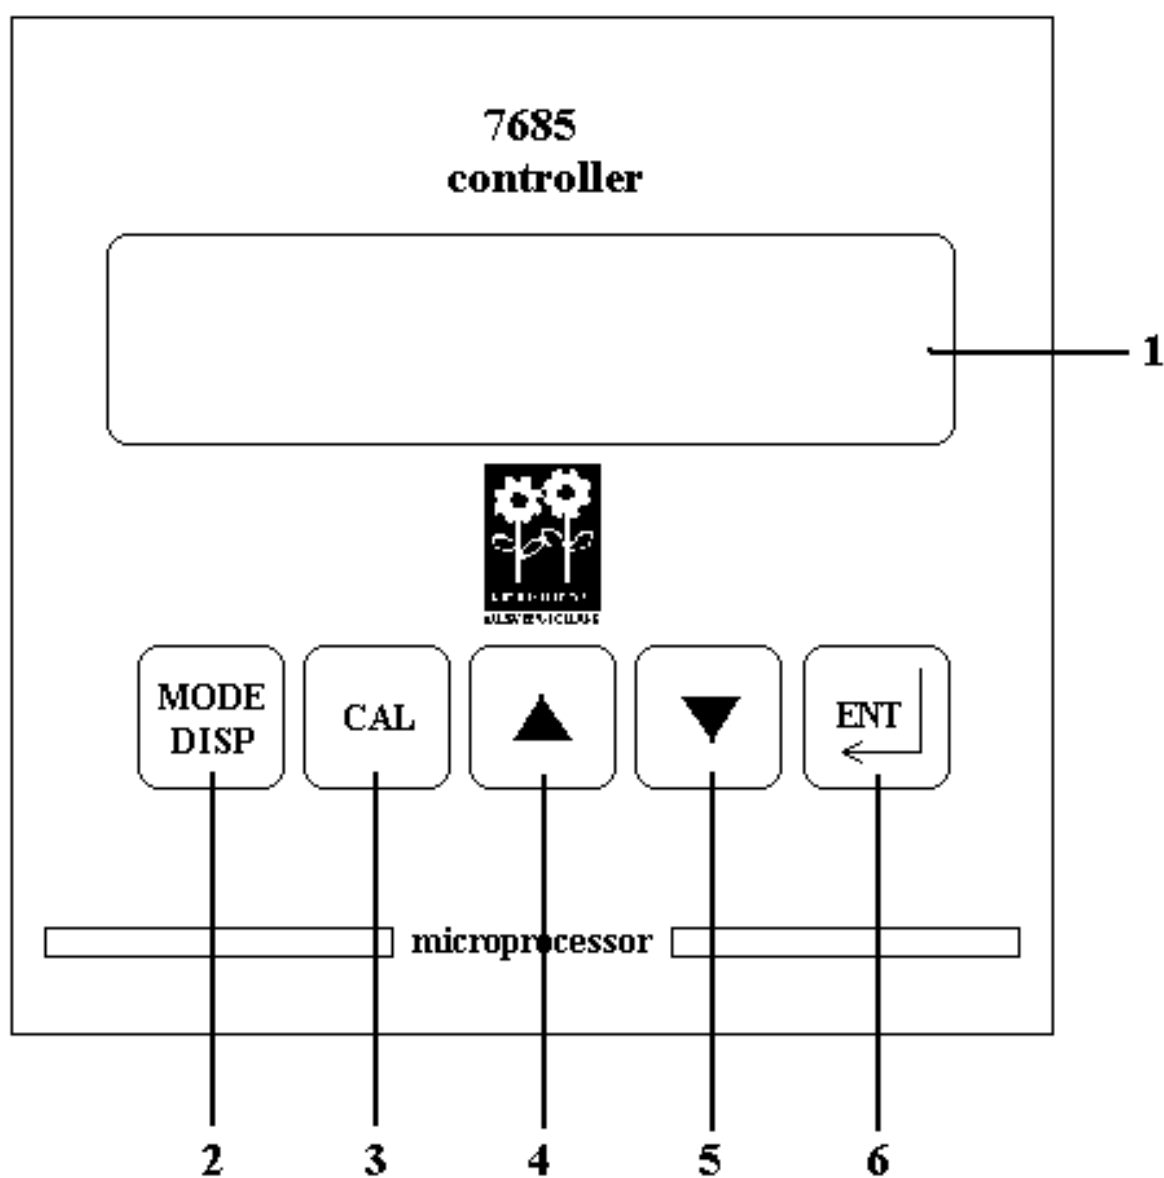 7685
controller
1
MODE
DISP
CAL
ENT
microprocessor
2 3 4 5 6